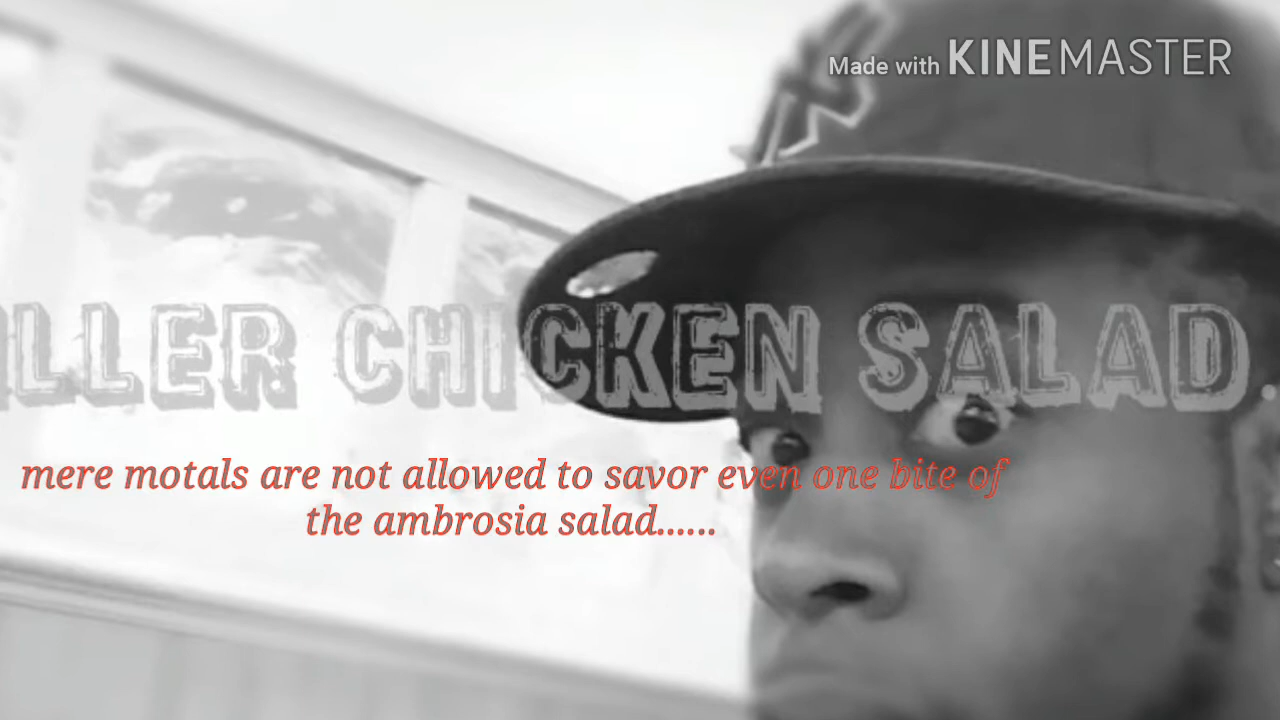 Made with KINEMASTER
ILLER CHICKEN SALAD.
mere motals are not allowed to savor even one bite of
the ambrosia salad......